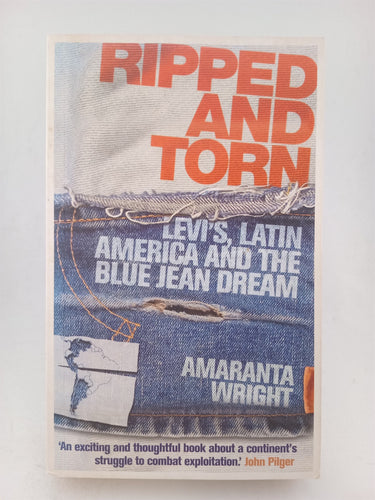 RIPPED
AND
TORN
LEVI'S, LATIN
AMERICA AND THE
BLUE JEAN DREAM
AMARANTA
WRIGHT
'An exciting and thoughtful book about a continent's
struggle to combat exploitation.' John Pilger